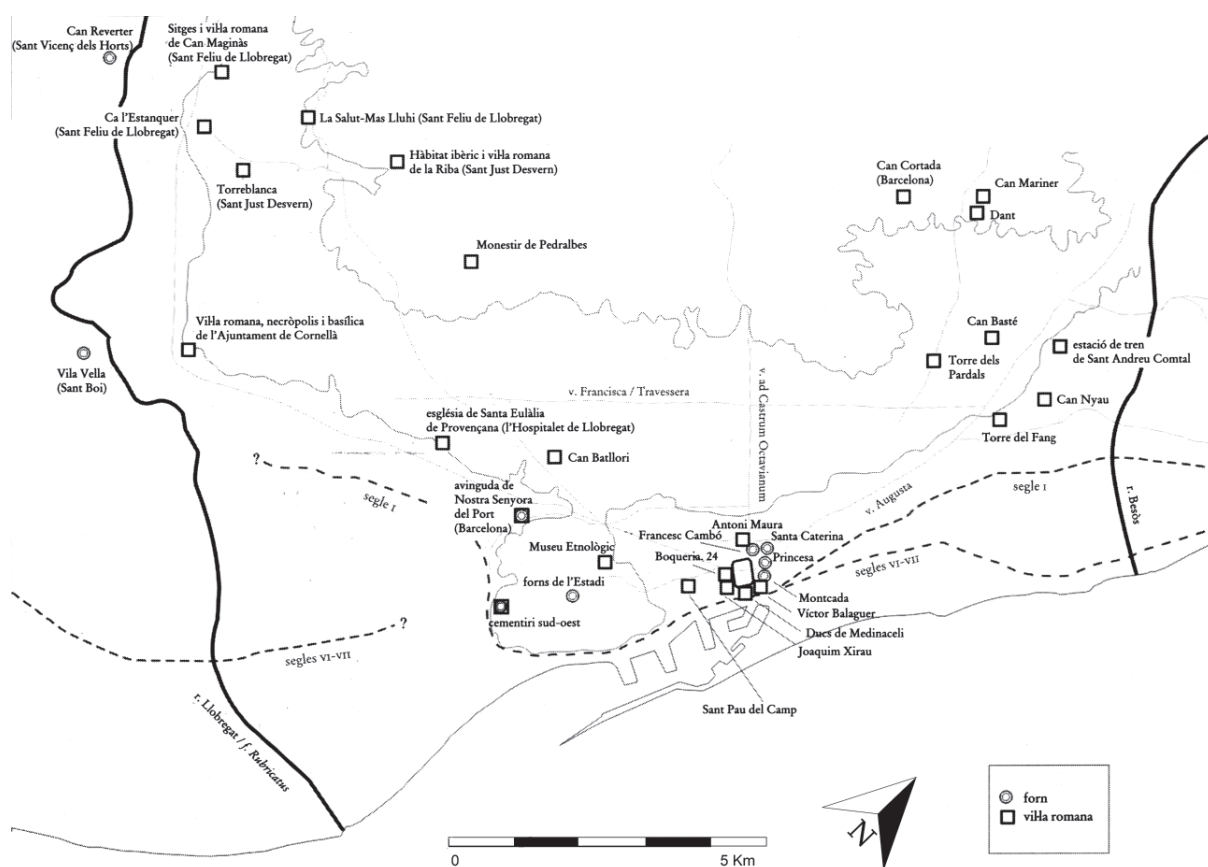 Can Reverter
(Sant Vicenç dels Horts)
Sitges i vil·la romana
de Can Maginàs
(Sant Feliu de Llobregat)
Ca l'Estanquer
(Sant Feliu de Llobregat)
La Salut-Mas Lluhi (Sant Feliu de Llobregat)
Hàbitat ibèric i vil·la romana
de la Riba (Sant Just Desvern)
Torreblanca
(Sant Just Desvern)
Can Cortada
(Barcelona)
Can Mariner
Dant
Monestir de Pedralbes
Vil·la romana, necròpolis i basílica
de l'Ajuntament de Cornellà
Vila Vella
(Sant Boi)
Can Basté
estació de tren
de Sant Andreu Comtal
Torre dels
Pardals
v. Francisca / Travessera
v. ad Castrum Octavianum
Can Nyau
Torre del Fang
església de Santa Eulàlia
de Provençana (l'Hospitalet de Llobregat)
Can Batllori
?
segle I
avinguda de
Nostra Senyora
del Port
(Barcelona)
v. Augusta
segle I
r. Besòs
Antoni Maura
Francesc Cambó
Santa Caterina
Museu Etnològic
Boqueria, 24
Princesa
segles VI-VII
forns de l'Estadi
Montcada
cementiri sud-oest
Víctor Balaguer
?
Ducs de Medinaceli
segles VI-VII
Joaquim Xirau
Sant Pau del Camp
r. Llobregat / f. Rubricatus
N
forn
vil·la romana
0
5 Km